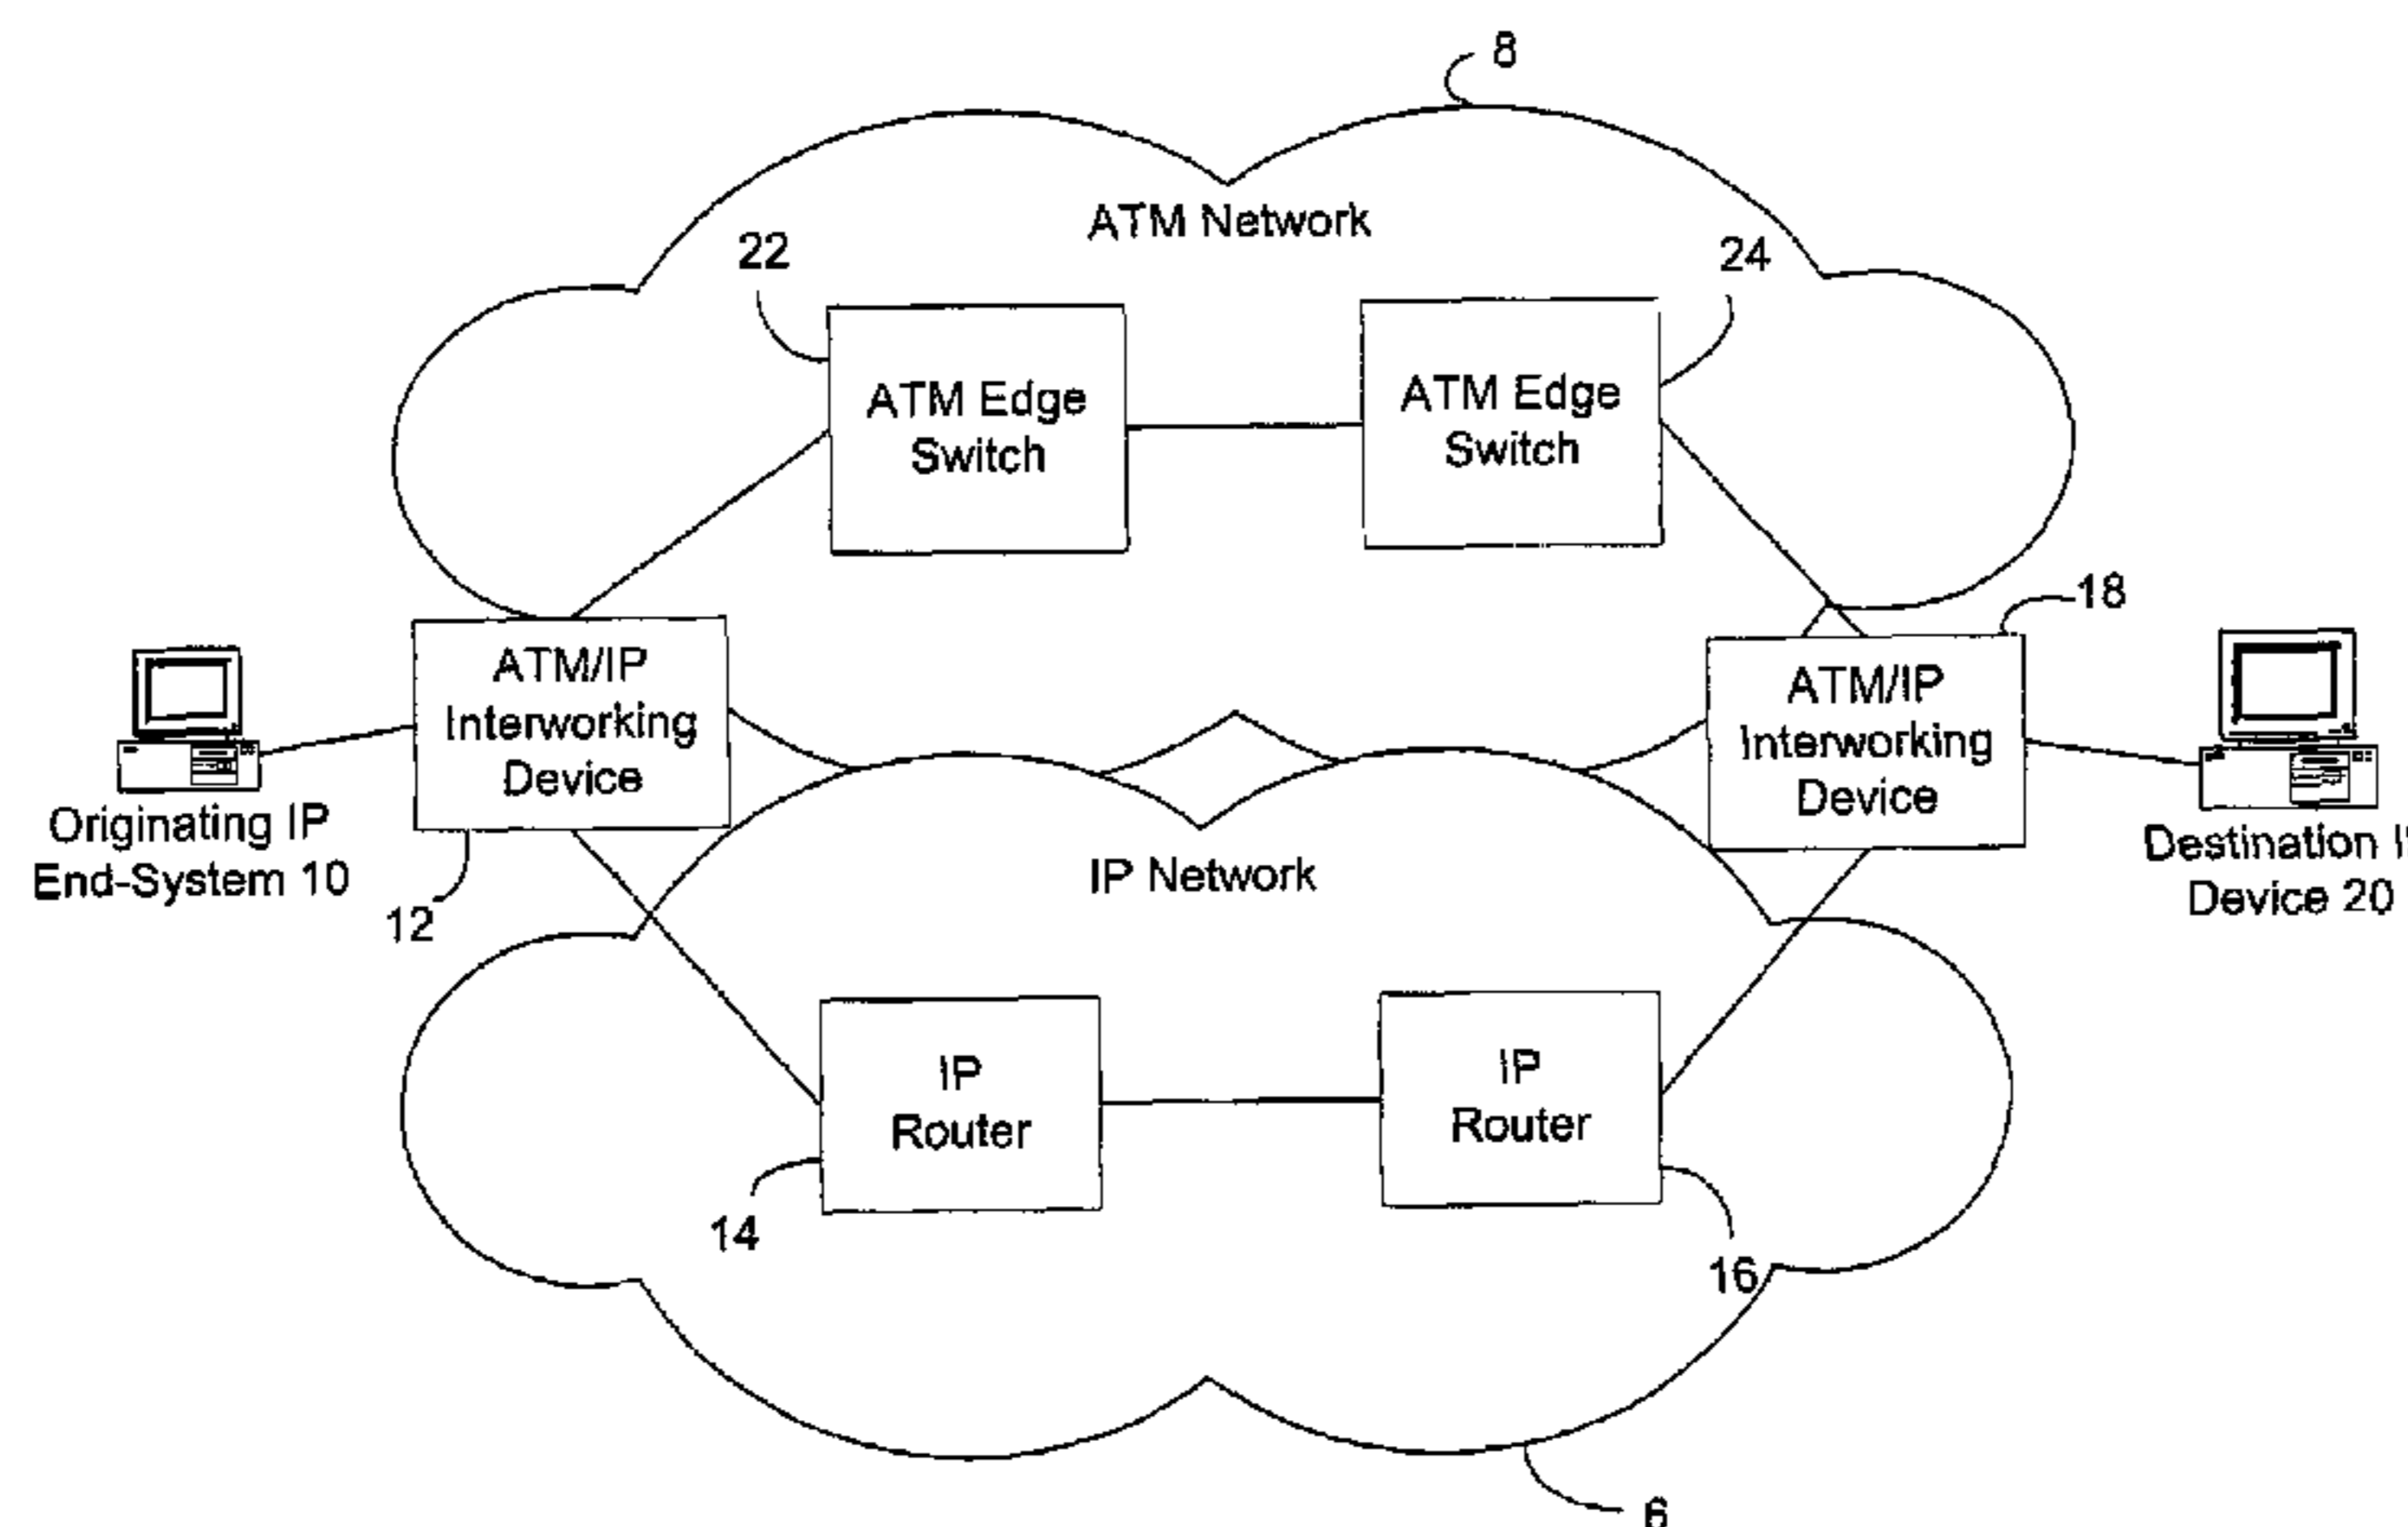 8
ATM Network
22
24
ATM Edge
Switch
ATM Edge
Switch
18
ATM/IP
Interworking
Device
ATM/IP
Interworking
Device
Originating IP
End-System 10
12
Destination
Device 20
IP Network
IP
Router
IP
Router
14
16
6